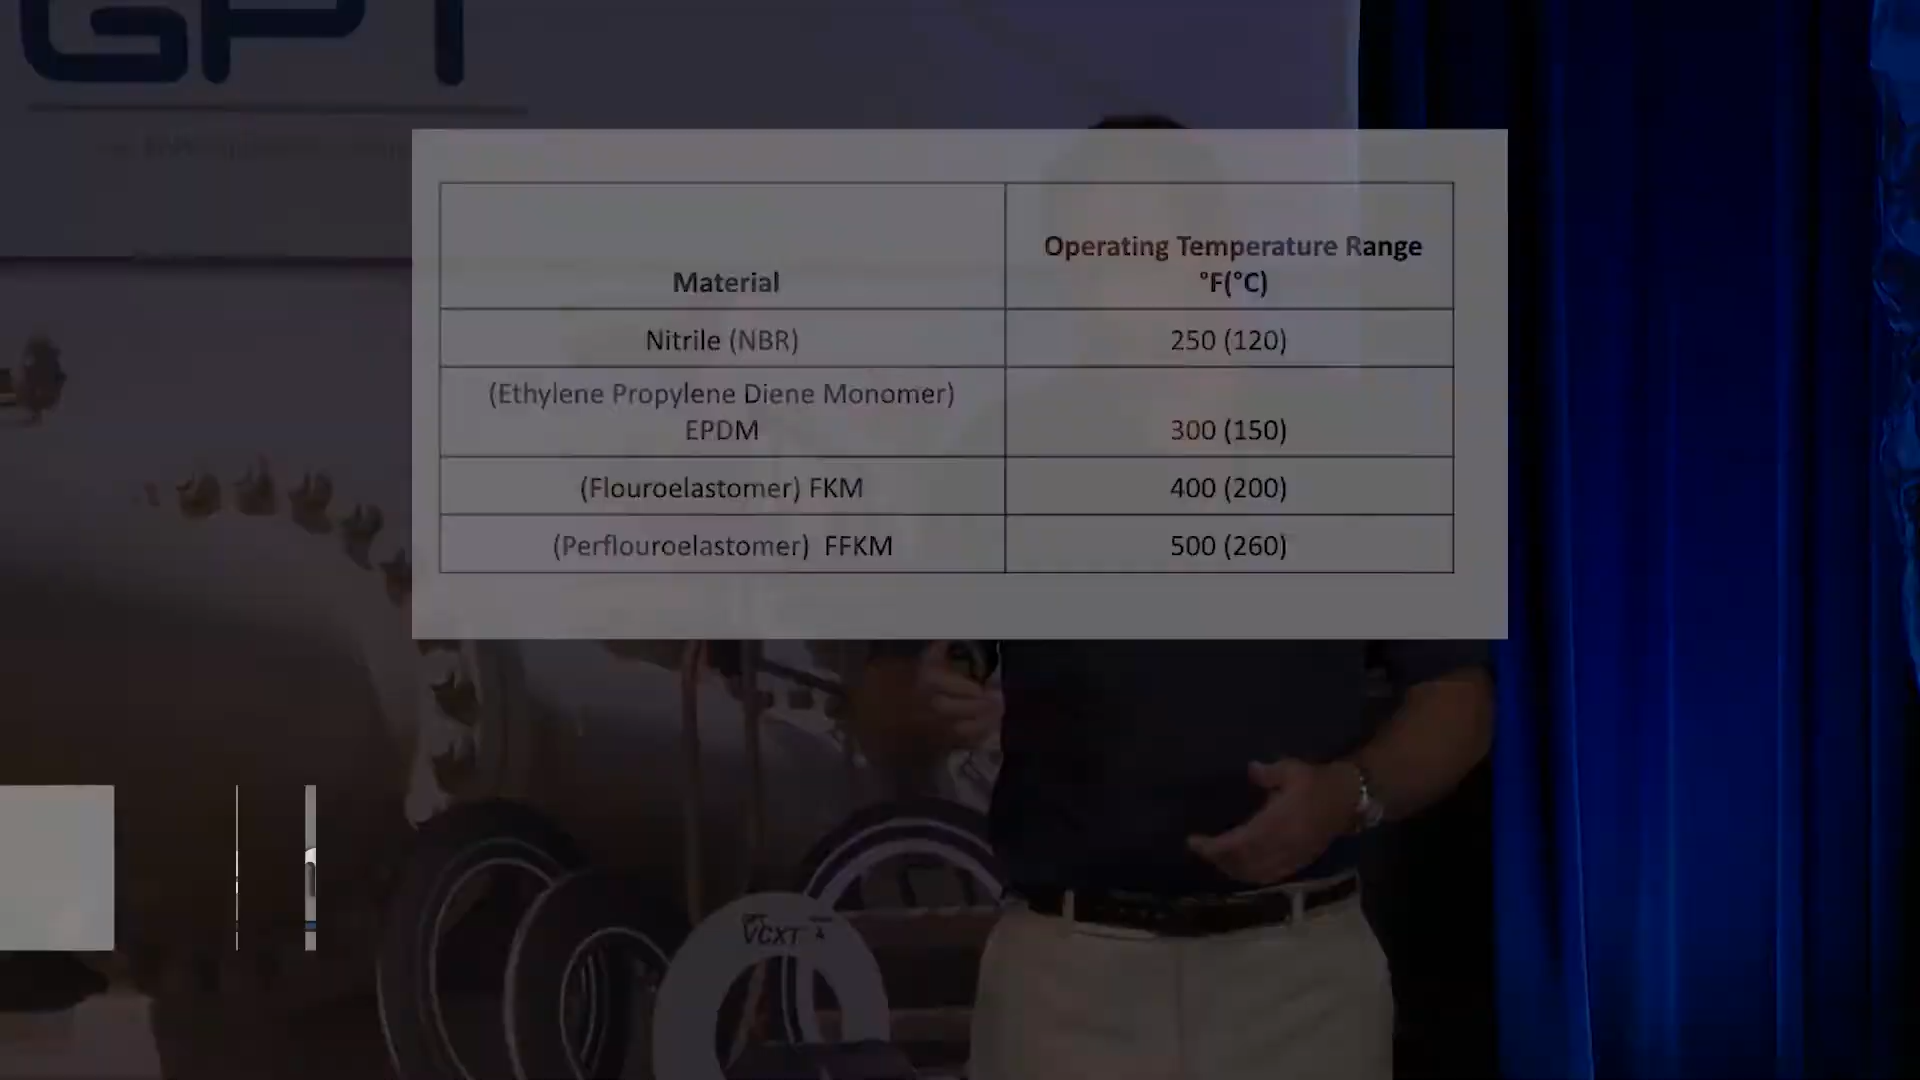 GPT
Material
Operating Temperature Range
°F(°C)
Nitrile (NBR)
250 (120)
(Ethylene Propylene Diene Monomer)
EPDM
300 (150)
(Flouroelastomer) FKM
400 (200)
(Perflouroelastomer) FFKM
500 (260)
VCXT